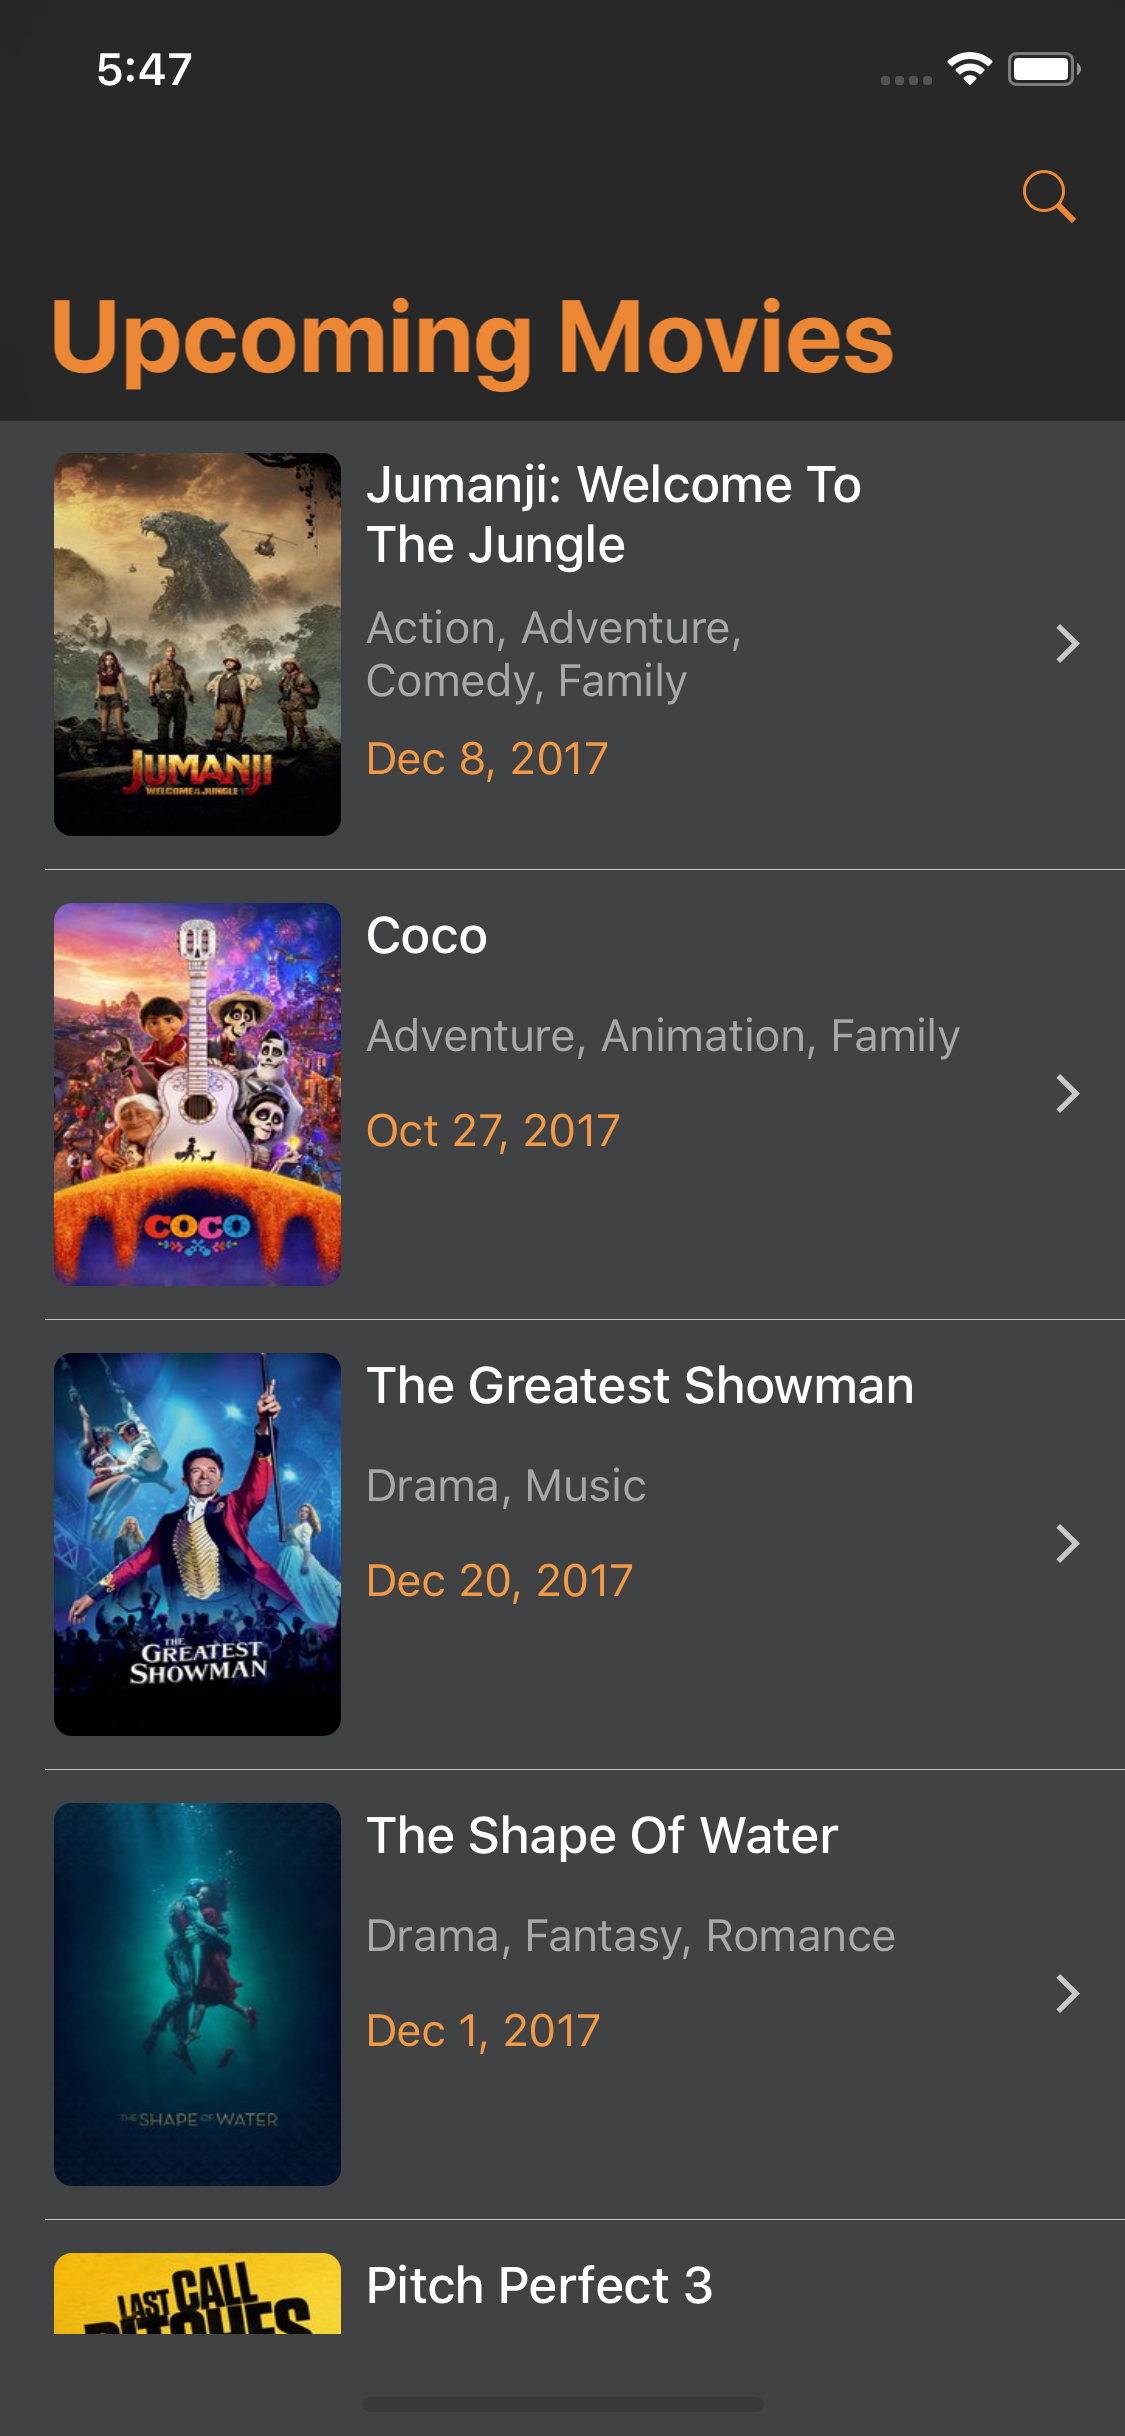 5:47
Upcoming Movies
Jumanji: Welcome To
The Jungle
Action, Adventure,
Comedy, Family
Dec 8, 2017
JUMANJI
WELCOME TO THE JUNGLE
Coco
Adventure, Animation, Family
Oct 27, 2017
COCO
The Greatest Showman
Drama, Music
Dec 20, 2017
THE
GREATEST
SHOWMAN
The Shape Of Water
Drama, Fantasy, Romance
Dec 1, 2017
THE SHAPE OF WATER
Pitch Perfect 3
LAST CALL
PITCHES